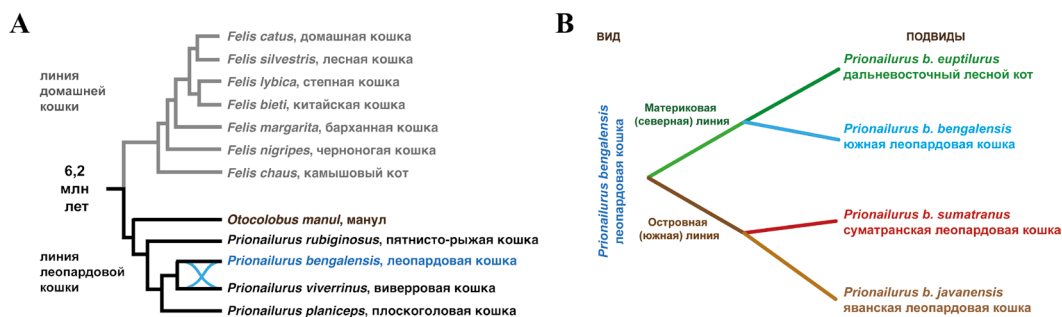 A
Felis catus, домашная кошка
Felis silvestris, лесная кошка
Felis lybica, степная кошка
Felis bieti, китайская кошка
Felis margarita, барханная кошка
Felis nigripes, черноногая кошка
Felis chaus, камышовый кот
линия
домашней
кошки
6,2
млн
лет
Otocolobus manul, манул
Prionailurus rubiginosus, пятнисто-рыжая кошка
Prionailurus bengalensis, леопардовая кошка
Prionailurus viverrinus, виверровая кошка
Prionailurus planiceps, плоскоголовая кошка
линия
леопардовой
кошки
B
ВИД
ПОДВИДЫ
Prionailurus bengalensis
леопардовая кошка
Материковая
(северная) линия
Островная
(южная) линия
Prionailurus b. euptilurus
дальневосточный лесной кот
Prionailurus b. bengalensis
южная леопардовая кошка
Prionailurus b. sumatranus
суматранская леопардовая кошка
Prionailurus b. javanensis
яванская леопардовая кошка